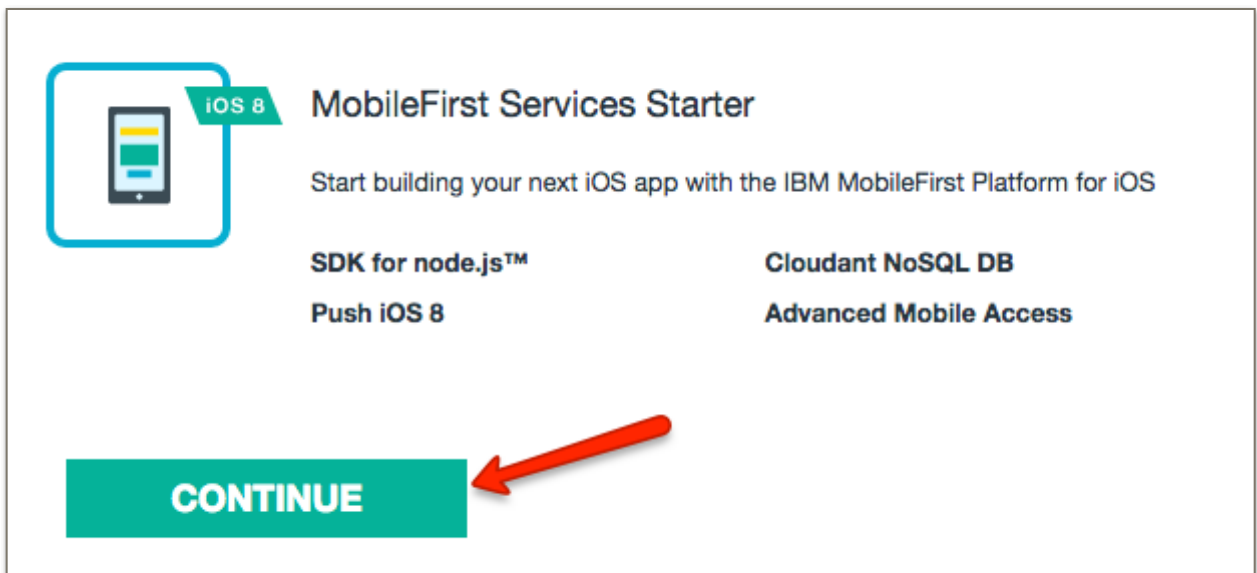 iOS 8
MobileFirst Services Starter
Start building your next iOS app with the IBM MobileFirst Platform for iOS
SDK for node.js™
Cloudant NoSQL DB
Push iOS 8
Advanced Mobile Access
CONTINUE